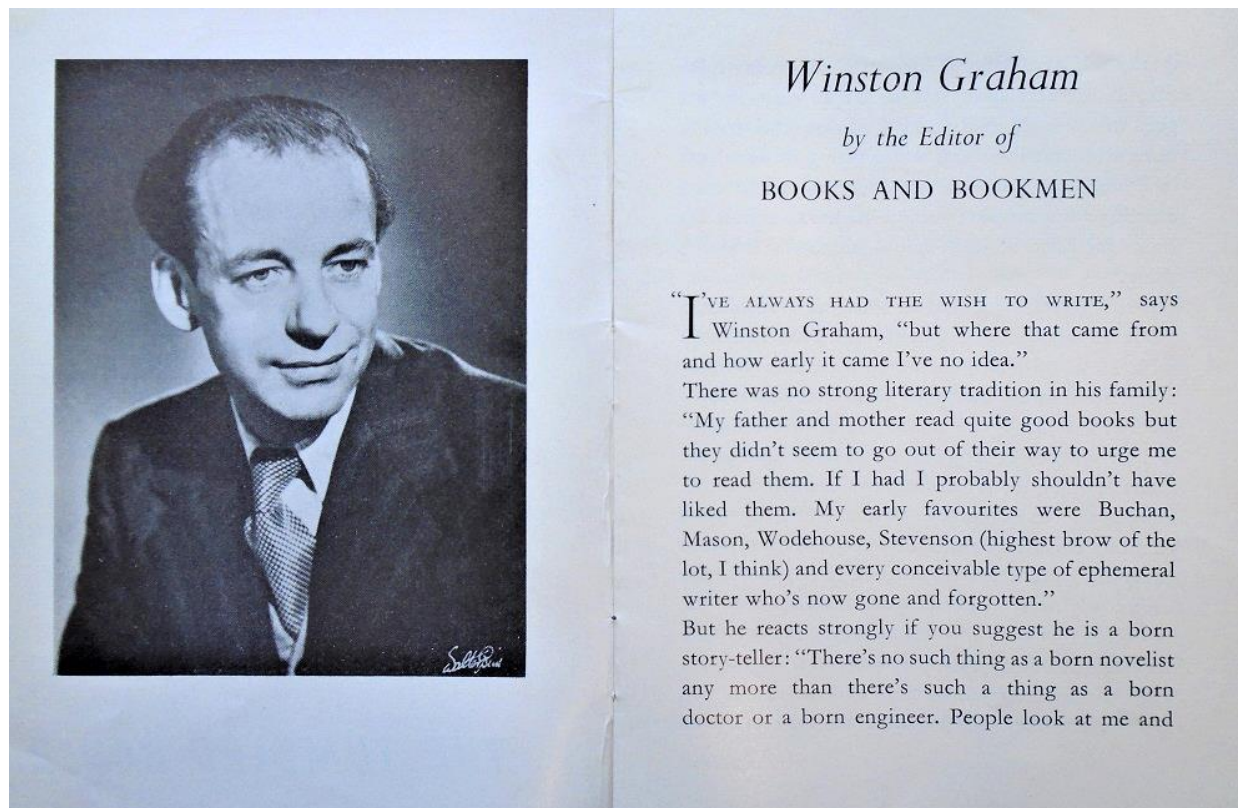 Winston Graham
by the Editor of
BOOKS AND BOOKMEN
“I’VE ALWAYS HAD THE WISH TO WRITE,” says
Winston Graham, “but where that came from
and how early it came I’ve no idea.”
There was no strong literary tradition in his family:
“My father and mother read quite good books but
they didn’t seem to go out of their way to urge me
to read them. If I had I probably shouldn’t have
liked them. My early favourites were Buchan,
Mason, Wodehouse, Stevenson (highest brow of the
lot, I think) and every conceivable type of ephemeral
writer who’s now gone and forgotten.”
But he reacts strongly if you suggest he is a born
story-teller: “There’s no such thing as a born novelist
any more than there’s such a thing as a born
doctor or a born engineer. People look at me and